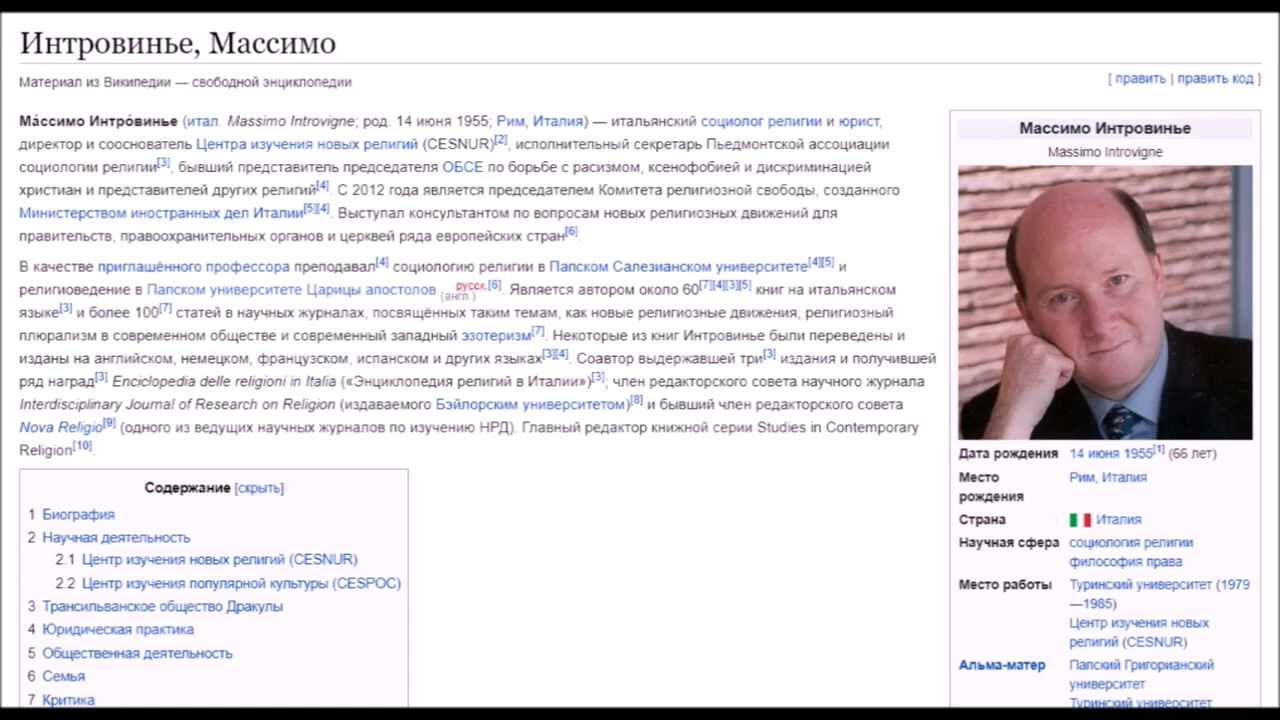 Интровинье, Массимо
Материал из Википедии — свободной энциклопедии
[ править | править код ]
Ма́ссимо Интро́винье (итал. Massimo Introvigne; род. 14 июня 1955; Рим, Италия) — итальянский социолог религии и юрист,
директор и сооснователь Центра изучения новых религий (CESNUR)[2], исполнительный секретарь Пьедмонтской ассоциации
социологии религии[3], бывший представитель председателя ОБСЕ по борьбе с расизмом, ксенофобией и дискриминацией
христиан и представителей других религий[4]. С 2012 года является председателем Комитета религиозной свободы, созданного
Министерством иностранных дел Италии[5][4]. Выступал консультантом по вопросам новых религиозных движений для
правительств, правоохранительных органов и церквей ряда европейских стран[6].
В качестве приглашённого профессора преподавал[4] социологию религии в Папском Салезианском университете[4][5] и
религиоведение в Папском университете Царицы апостолов русск. (англ.)[6]. Является автором около 60[7][4][3][5] книг на итальянском
языке[3] и более 100[7] статей в научных журналах, посвящённых таким темам, как новые религиозные движения, религиозный
плюрализм в современном обществе и современный западный эзотеризм[7]. Некоторые из книг Интровинье были переведены и
изданы на английском, немецком, французском, испанском и других языках[3][4]. Соавтор выдержавшей три[3] издания и получившей
ряд наград[3] Enciclopedia delle religioni in Italia («Энциклопедия религий в Италии»)[3]; член редакторского совета научного журнала
Interdisciplinary Journal of Research on Religion (издаваемого Бэйлорским университетом)[8] и бывший член редакторского совета
Nova Religio[9] (одного из ведущих научных журналов по изучению НРД). Главный редактор книжной серии Studies in Contemporary
Religion[10].
Содержание [скрыть]
1 Биография
2 Научная деятельность
2.1 Центр изучения новых религий (CESNUR)
2.2 Центр изучения популярной культуры (CESPOC)
3 Трансильванское общество Дракулы
4 Юридическая практика
5 Общественная деятельность
6 Семья
7 Критика
Массимо Интровинье
Massimo Introvigne
Дата рождения 14 июня 1955[1] (66 лет)
Место Рим, Италия
рождения
Страна Италия
Научная сфера социология религии
философия права
Место работы Туринский университет (1979
—1985)
Центр изучения новых
религий (CESNUR)
Альма-матер Папский Григорианский
университет
Туринский университет